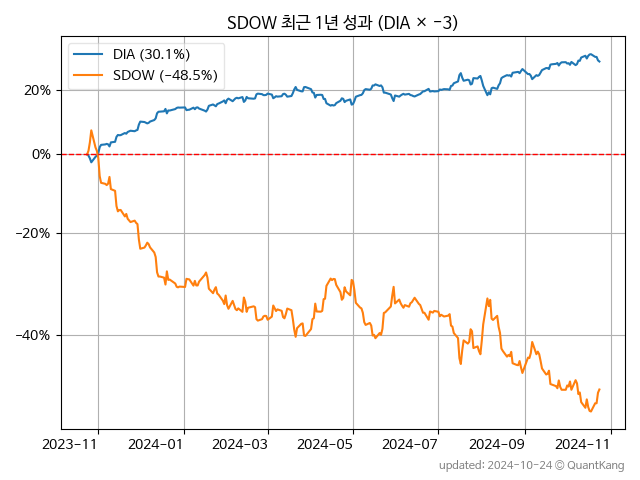 SDOW 최근 1년 성과 (DIA × −3)
DIA (30.1%)
SDOW (−48.5%)
20%
0%
−20%
−40%
2023−11
2024−01
2024−03
2024−05
2024−07
2024−09
2024−11
updated: 2024-10-24 © QuantKang